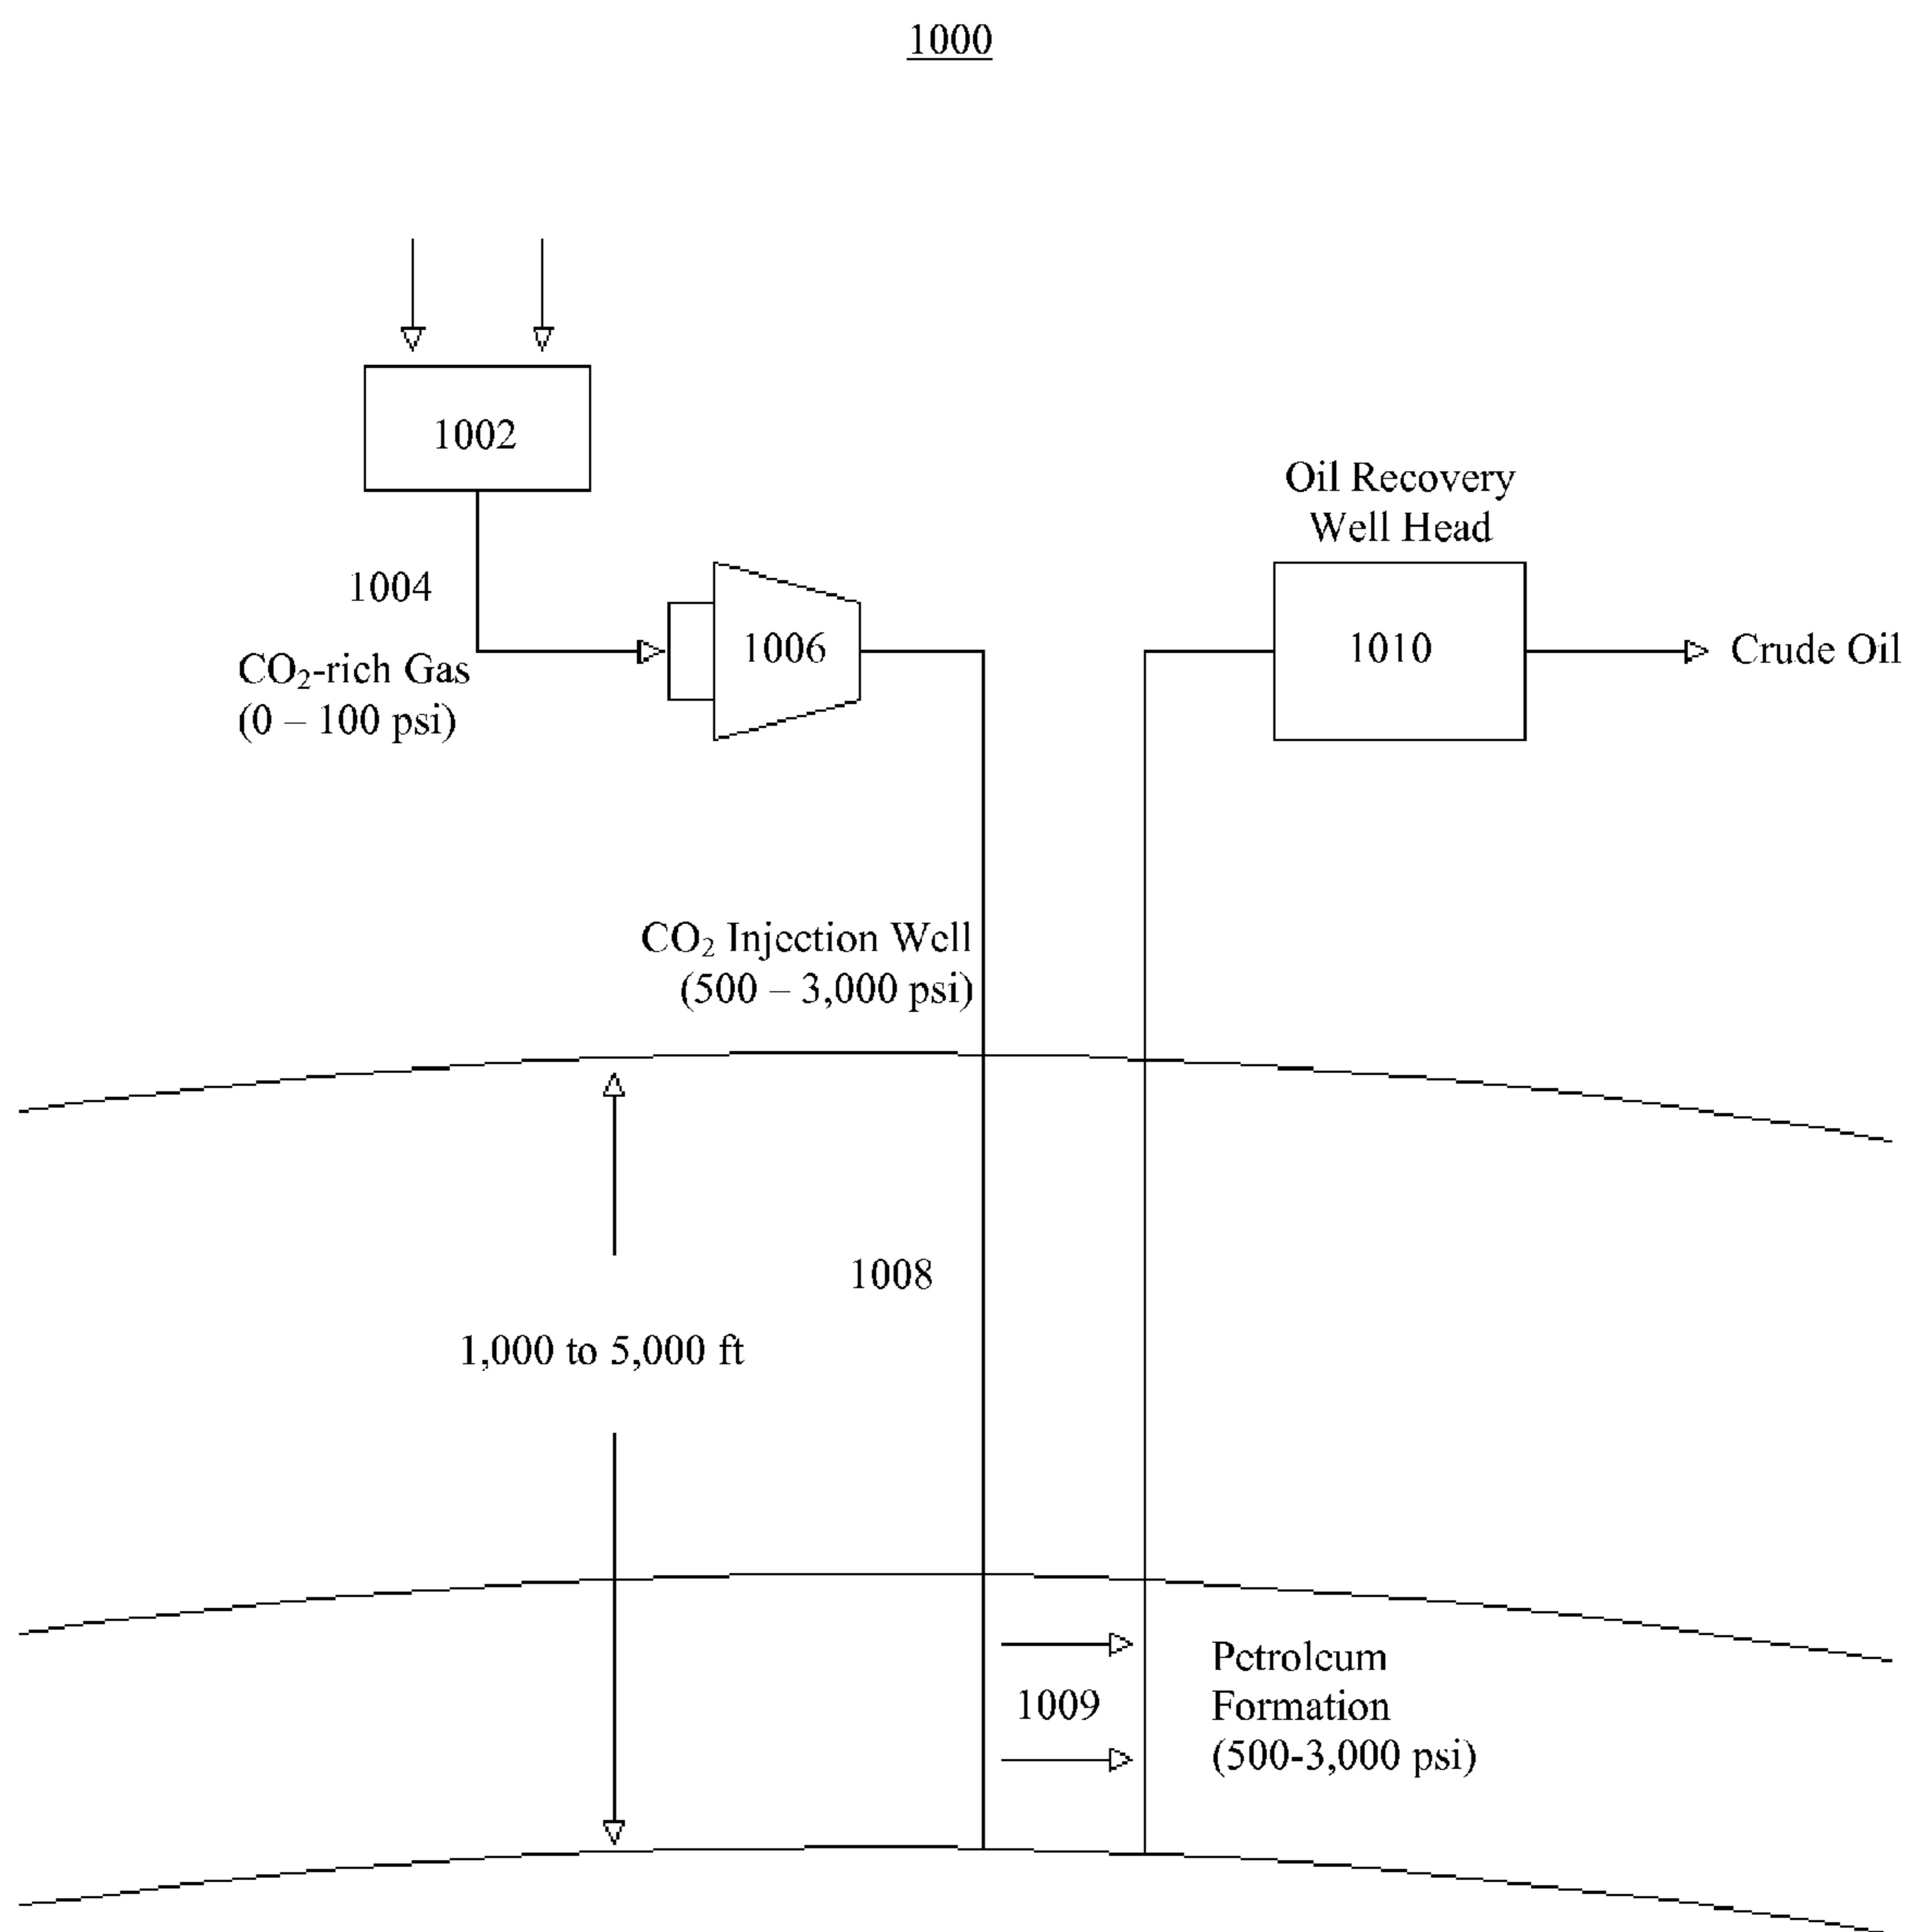 1000
1002
Oil Recovery
Well Head
1004
1006
1010
Crude Oil
CO₂-rich Gas
(0 – 100 psi)
CO₂ Injection Well
(500 – 3,000 psi)
1008
1,000 to 5,000 ft
Petroleum
1009
Formation
(500-3,000 psi)